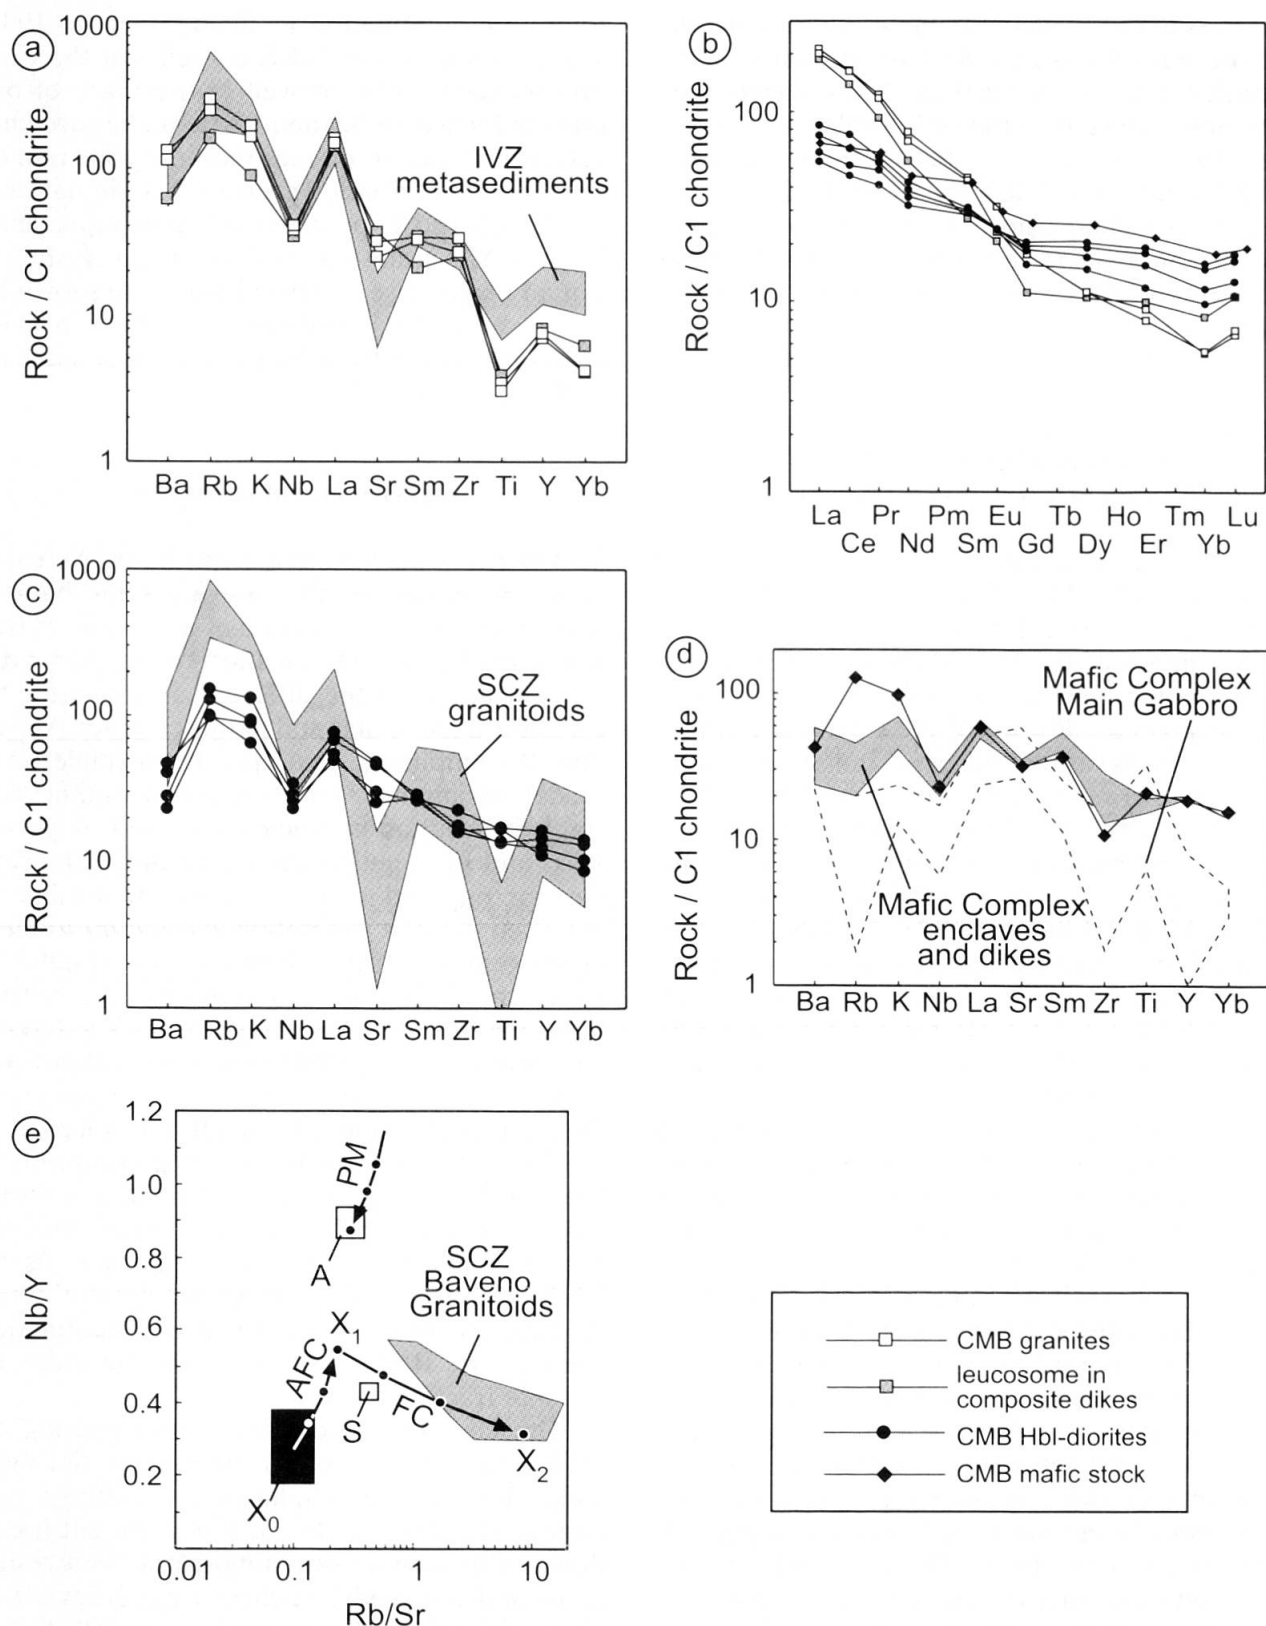 a
1000
100
10
1
Rock / C1 chondrite
IVZ
metasediments
Ba Rb K Nb La Sr Sm Zr Ti Y Yb
b
100
10
1
Rock / C1 chondrite
La Pr Pm Eu Tb Ho Tm Lu
Ce Nd Sm Gd Dy Er Yb
c
1000
100
10
1
Rock / C1 chondrite
SCZ
granitoids
Ba Rb K Nb La Sr Sm Zr Ti Y Yb
d
100
10
1
Rock / C1 chondrite
Mafic Complex
Main Gabbro
Mafic Complex
enclaves
and dikes
Ba Rb K Nb La Sr Sm Zr Ti Y Yb
e
1.2
1.0
0.8
0.6
0.4
0.2
Nb/Y
PM
A
SCZ
Baveno
Granitoids
X1
AFC
S
FC
X2
X0
0.01 0.1 1 10
Rb/Sr
CMB granites
leucosome in
composite dikes
CMB Hbl-diorites
CMB mafic stock